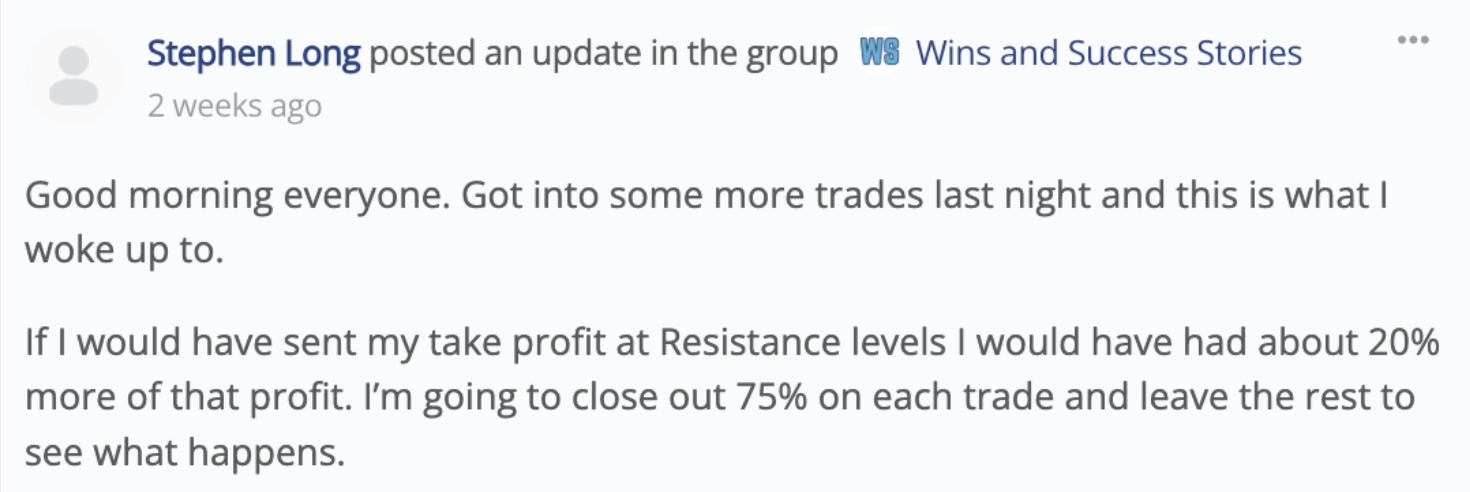 Stephen Long posted an update in the group WS Wins and Success Stories
2 weeks ago
Good morning everyone. Got into some more trades last night and this is what I
woke up to.
If I would have sent my take profit at Resistance levels I would have had about 20%
more of that profit. I’m going to close out 75% on each trade and leave the rest to
see what happens.